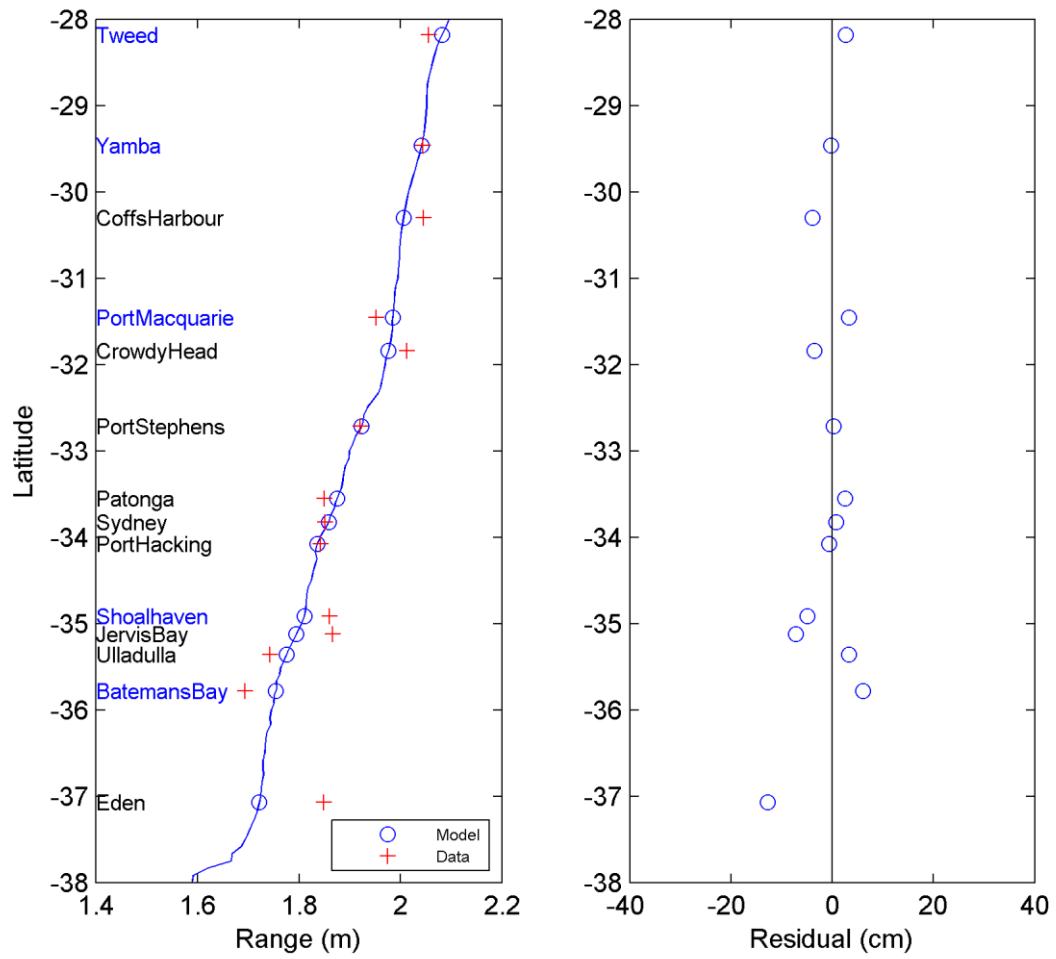 -28
Tweed
-29
Yamba
-30
CoffsHarbour
-31
PortMacquarie
CrowdyHead
-32
PortStephens
-33
Patonga
Sydney
-34
PortHacking
Shoalhaven
-35
JervisBay
Ulladulla
BatemansBay
-36
-37
Eden
-38
Latitude
Model
Data
1.4 1.6 1.8 2 2.2
Range (m)
-28
-29
-30
-31
-32
-33
-34
-35
-36
-37
-38
-40 -20 0 20 40
Residual (cm)